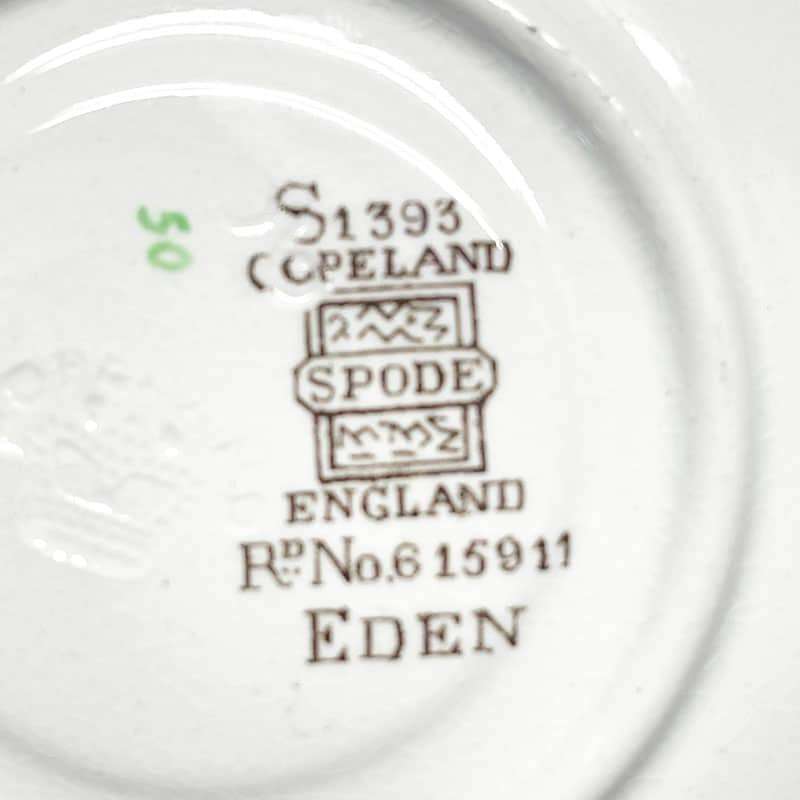 S1393
COPELAND
SPODE
ENGLAND
RD No. 615911
EDEN
50